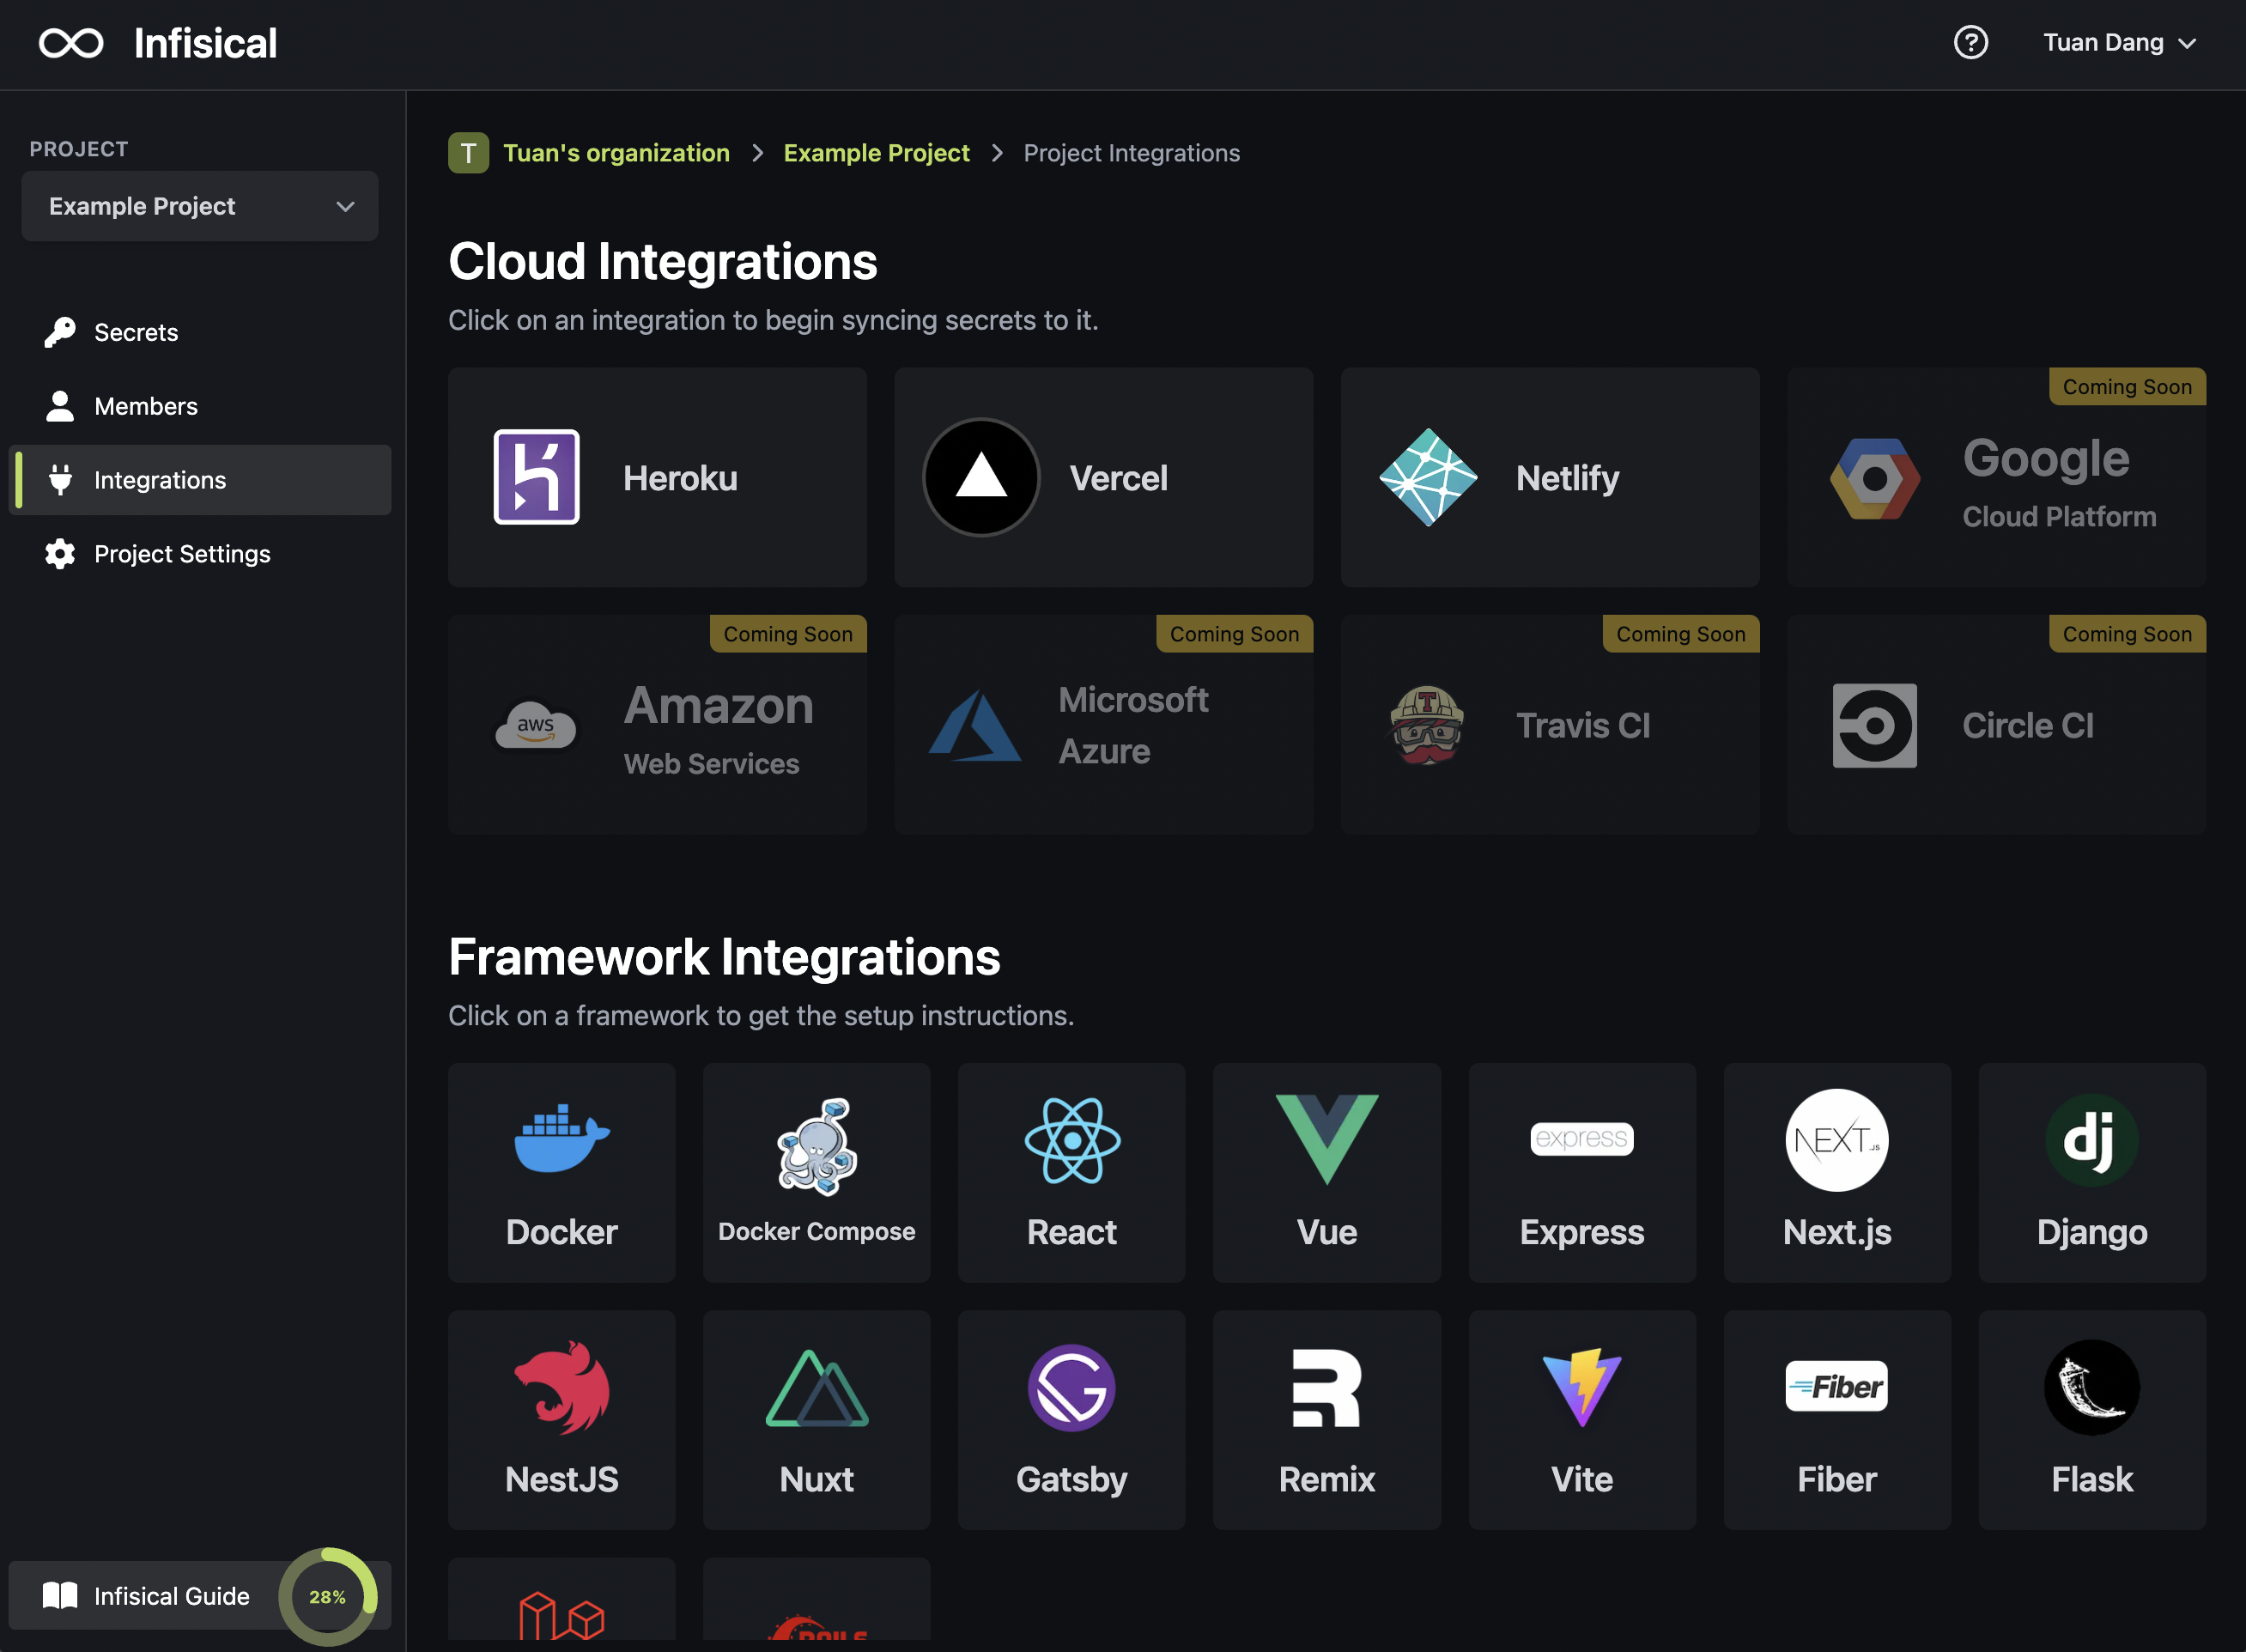 Infisical
?
Tuan Dang
PROJECT
Example Project
Secrets
Members
Integrations
Project Settings
Infisical Guide
28%
T Tuan's organization > Example Project > Project Integrations
Cloud Integrations
Click on an integration to begin syncing secrets to it.
Heroku
Vercel
Netlify
Coming Soon
Google
Cloud Platform
Coming Soon
aws
Amazon
Web Services
Coming Soon
Microsoft
Azure
Coming Soon
T
Travis CI
Coming Soon
Circle CI
Framework Integrations
Click on a framework to get the setup instructions.
Docker
Docker Compose
React
Vue
express
Express
NEXT.JS
Next.js
dj
Django
NestJS
Nuxt
Gatsby
Remix
Vite
Fiber
Fiber
Flask
RAILS